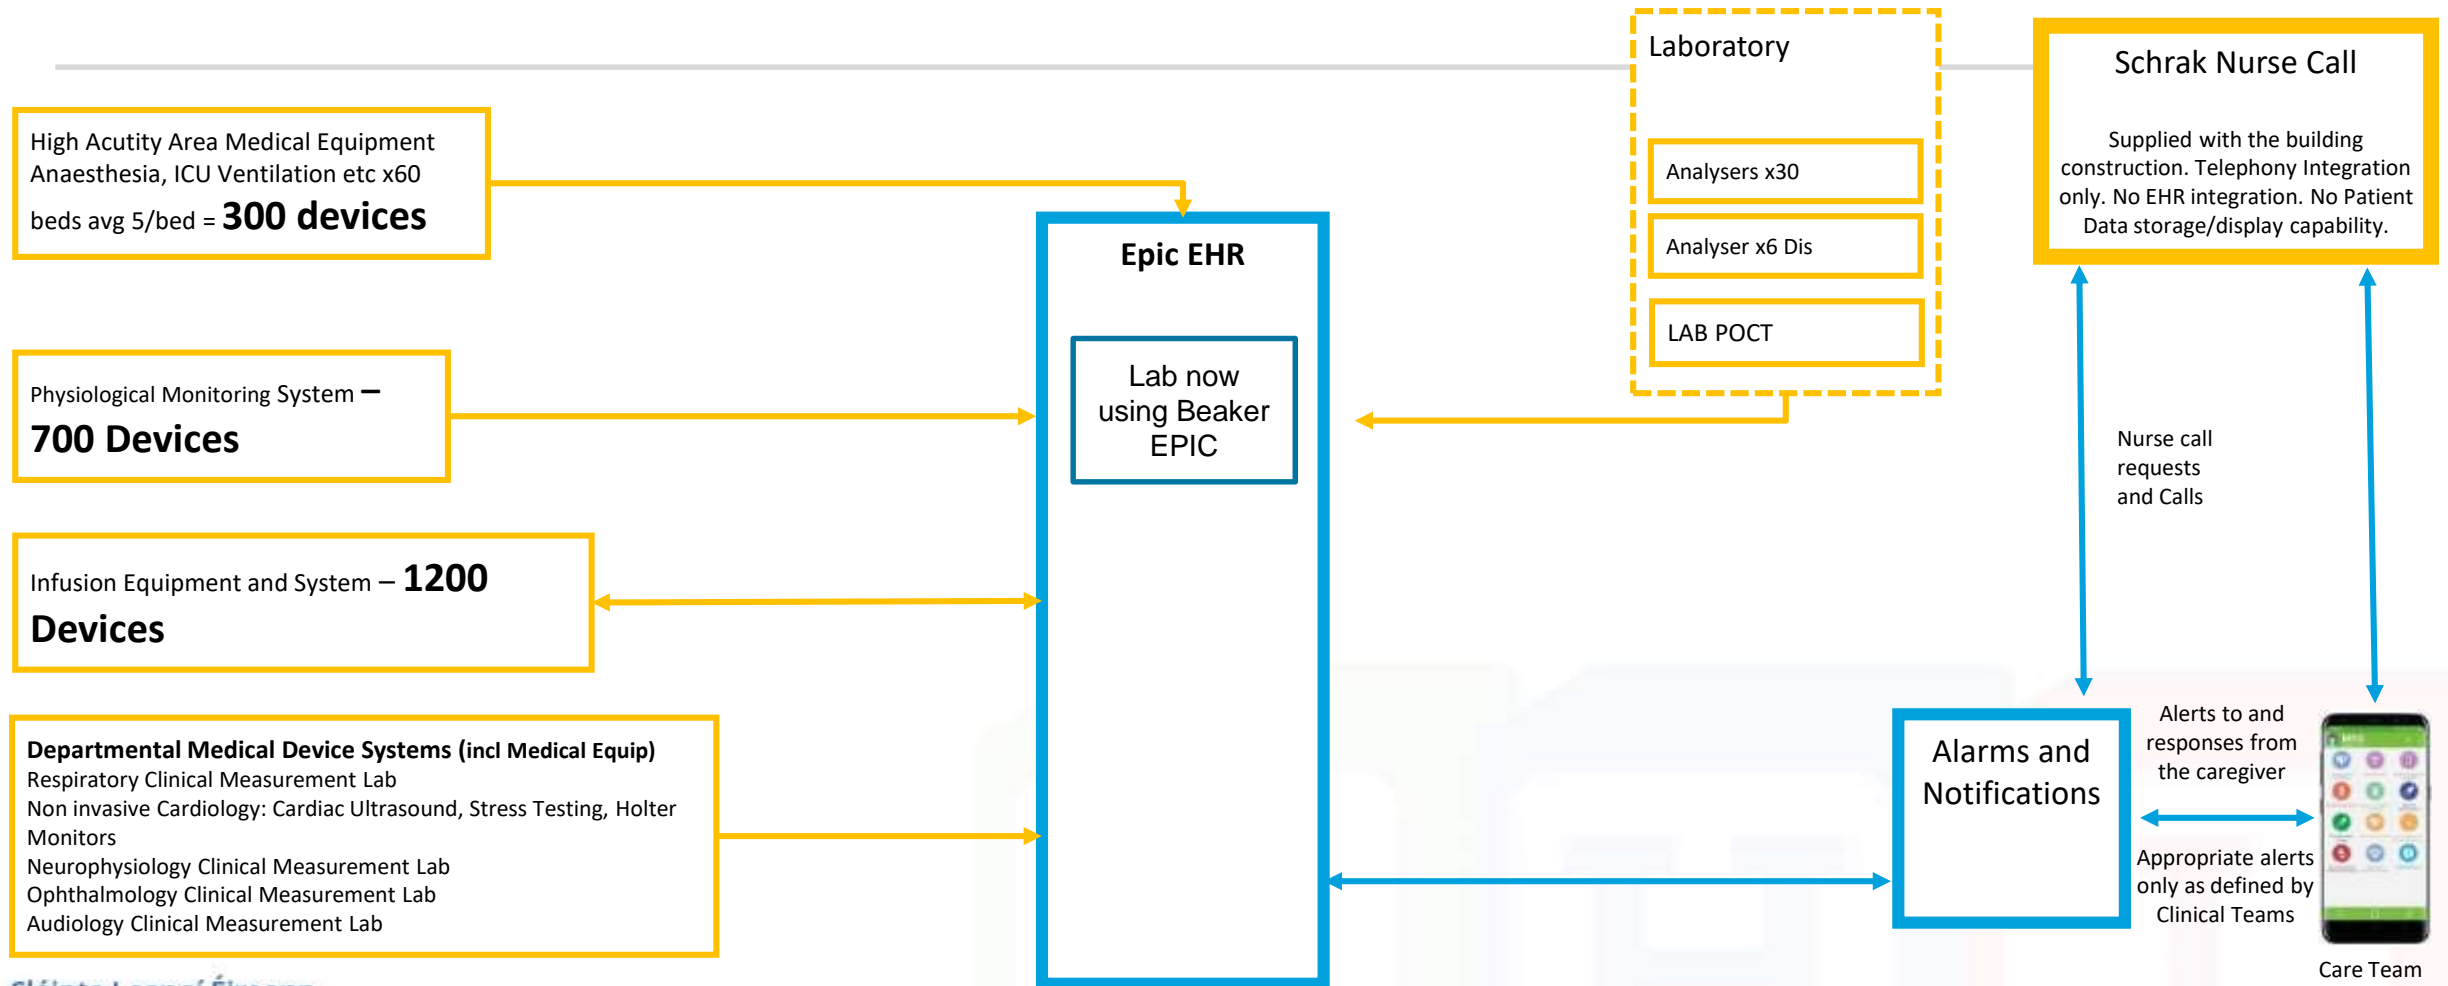 High Acutity Area Medical Equipment
Anaesthesia, ICU Ventilation etc x60
beds avg 5/bed = 300 devices
Physiological Monitoring System –
700 Devices
Infusion Equipment and System – 1200
Devices
Departmental Medical Device Systems (incl Medical Equip)
Respiratory Clinical Measurement Lab
Non invasive Cardiology: Cardiac Ultrasound, Stress Testing, Holter
Monitors
Neurophysiology Clinical Measurement Lab
Ophthalmology Clinical Measurement Lab
Audiology Clinical Measurement Lab
Epic EHR
Lab now
using Beaker
EPIC
Laboratory
Analysers x30
Analyser x6 Dis
LAB POCT
Schrak Nurse Call
Supplied with the building
construction. Telephony Integration
only. No EHR integration. No Patient
Data storage/display capability.
Nurse call
requests
and Calls
Alarms and
Notifications
Alerts to and
responses from
the caregiver
Appropriate alerts
only as defined by
Clinical Teams
Care Team